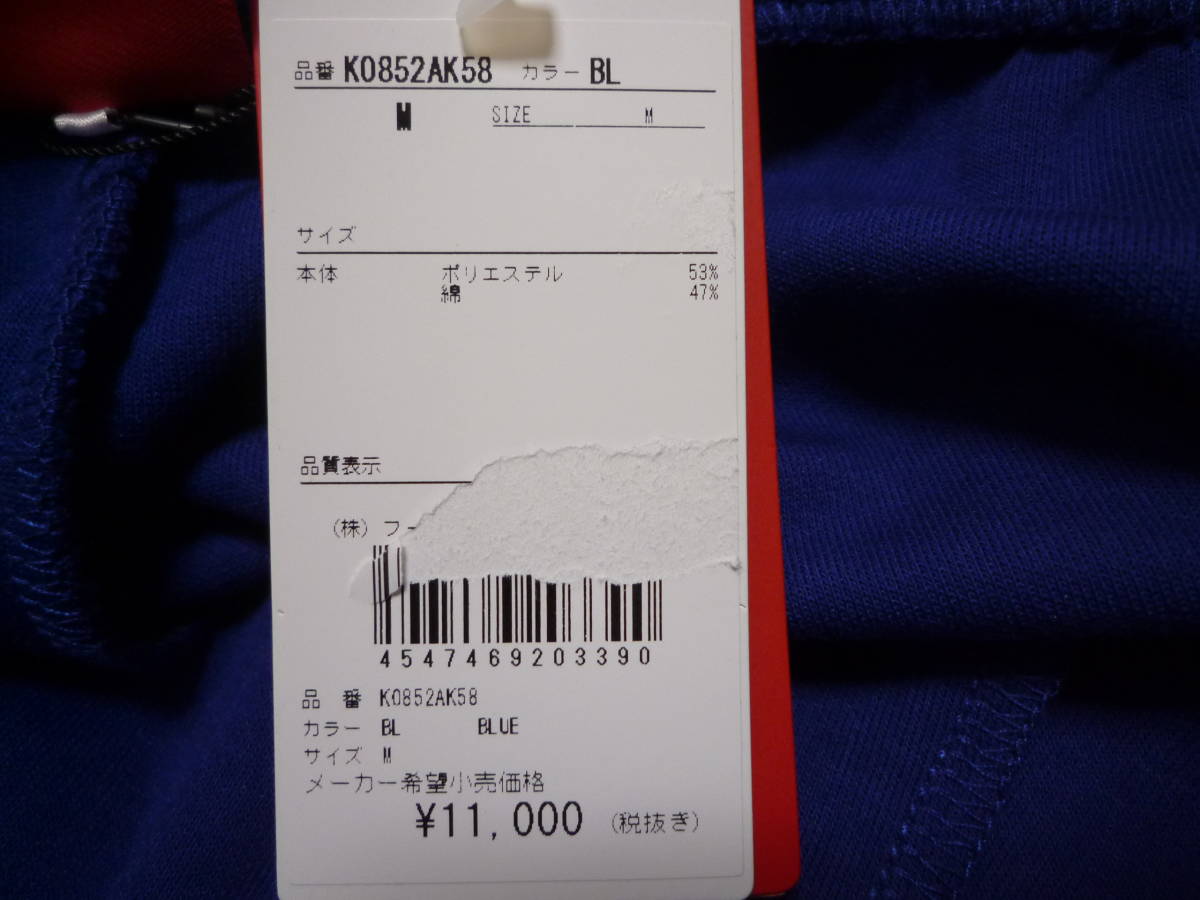 品番 K0852AK58 カラー BL
M SIZE M
サイズ
本体 ポリエステル 53%
綿 47%
品質表示
(株) フー
4547469203390
品 番 K0852AK58
カラー BL BLUE
サイズ M
メーカー希望小売価格
¥11,000 (税抜き)